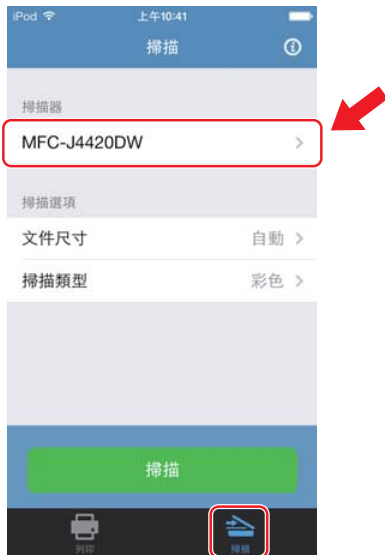 iPod 上午10:41
掃描
掃描器
MFC-J4420DW
掃描選項
文件尺寸 自動
掃描類型 彩色
掃描
列印 掃描